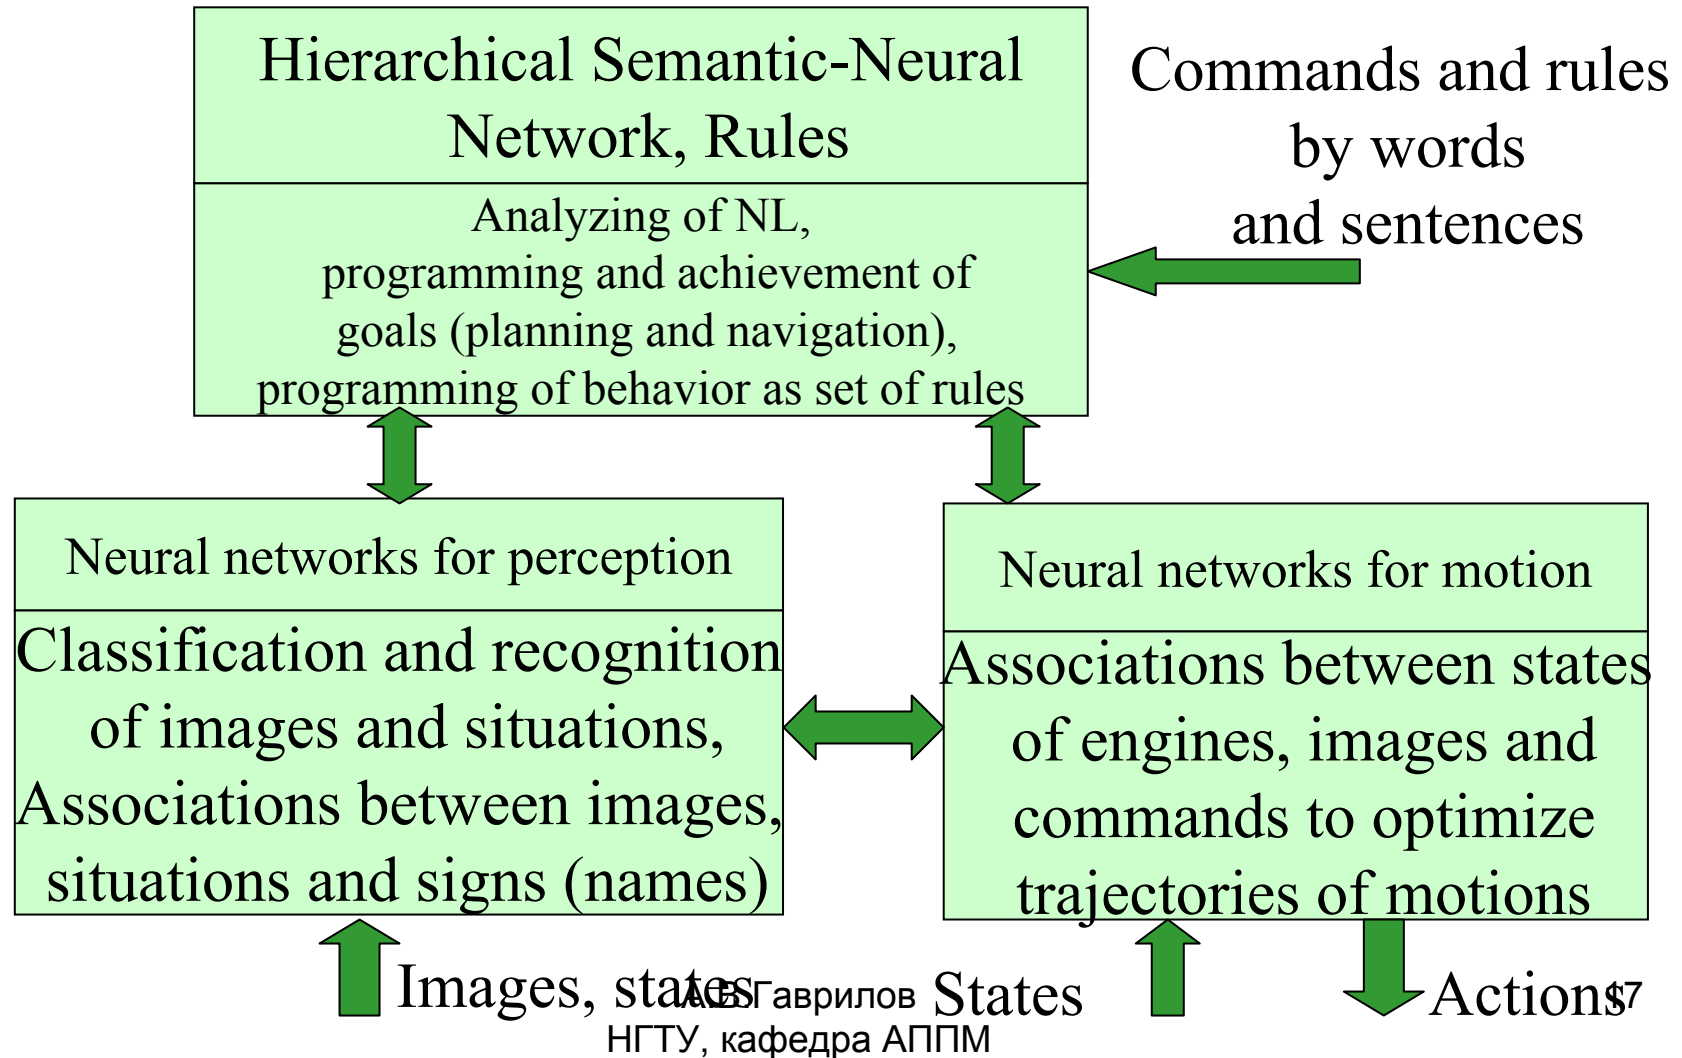 Hierarchical Semantic-Neural
Network, Rules
Commands and rules
by words
and sentences
Analyzing of NL,
programming and achievement of
goals (planning and navigation),
programming of behavior as set of rules
Neural networks for perception
Classification and recognition
of images and situations,
Associations between images,
situations and signs (names)
Neural networks for motion
Associations between states
of engines, images and
commands to optimize
trajectories of motions
Images, states
States
Actions
А.В.Гаврилов
НГТУ, кафедра АППМ
17